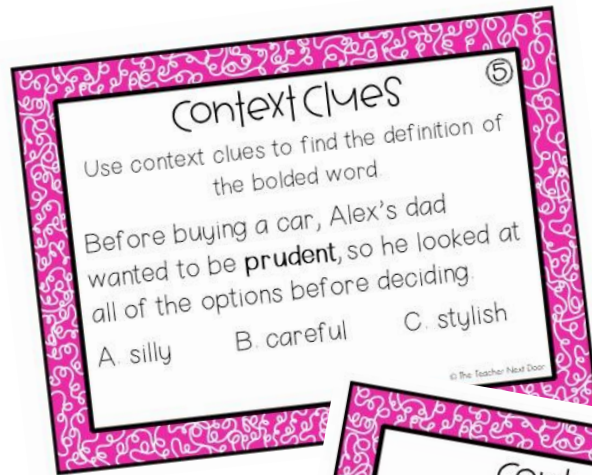 Context Clues
5
Use context clues to find the definition of
the bolded word.
Before buying a car, Alex's dad
wanted to be prudent, so he looked at
all of the options before deciding.
A. silly B. careful C. stylish
© The Teacher Next Door